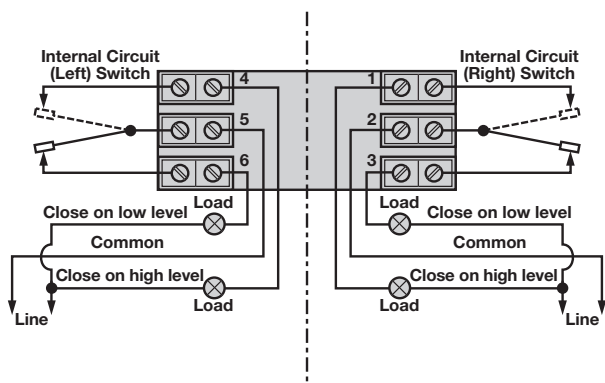 Internal Circuit
(Left) Switch
Internal Circuit
(Right) Switch
4
1
5
2
6
3
Load
Load
Close on low level
Close on low level
Common
Common
Close on high level
Close on high level
Line
Load
Load
Line